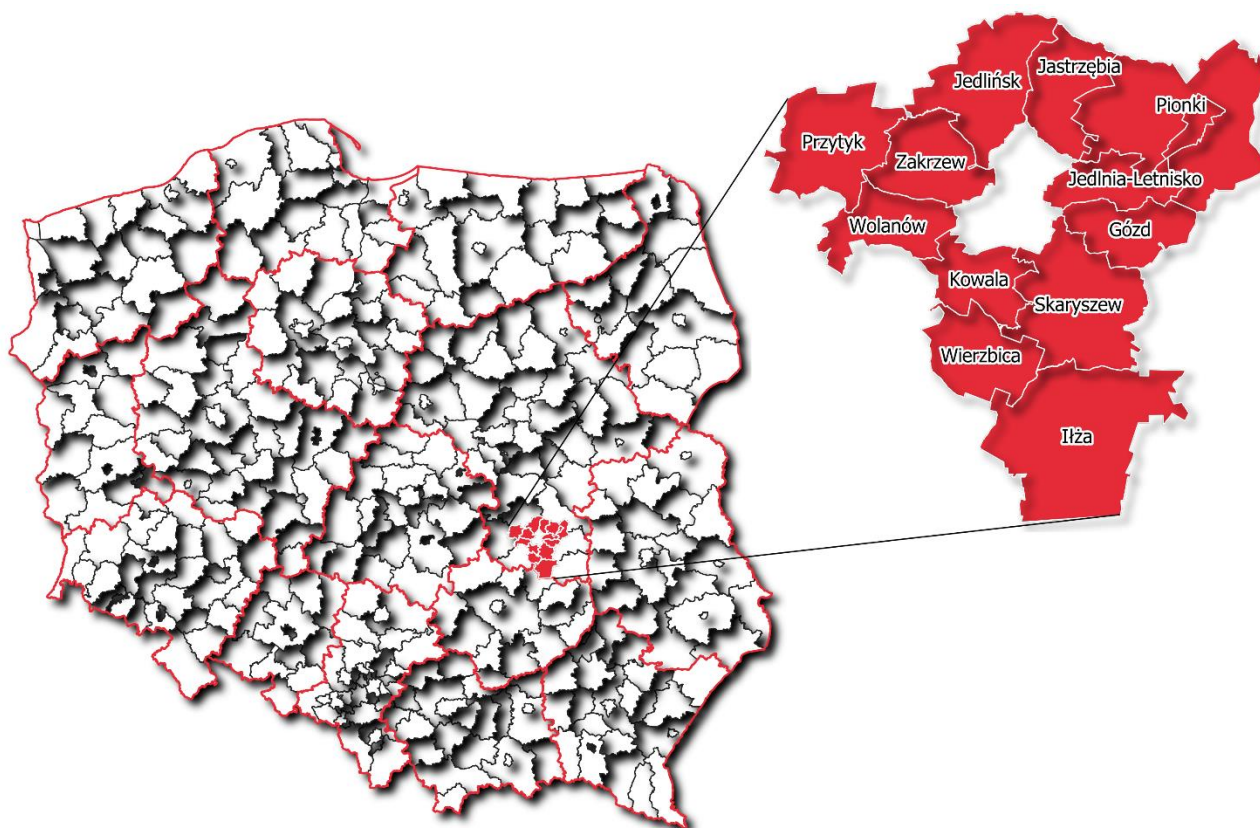 Jedlińsk
Jastrzębia
Pionki
Przytyk
Zakrzew
Jedlnia-Letnisko
Wolanów
Gózd
Kowala
Skaryszew
Wierzbica
Iłża